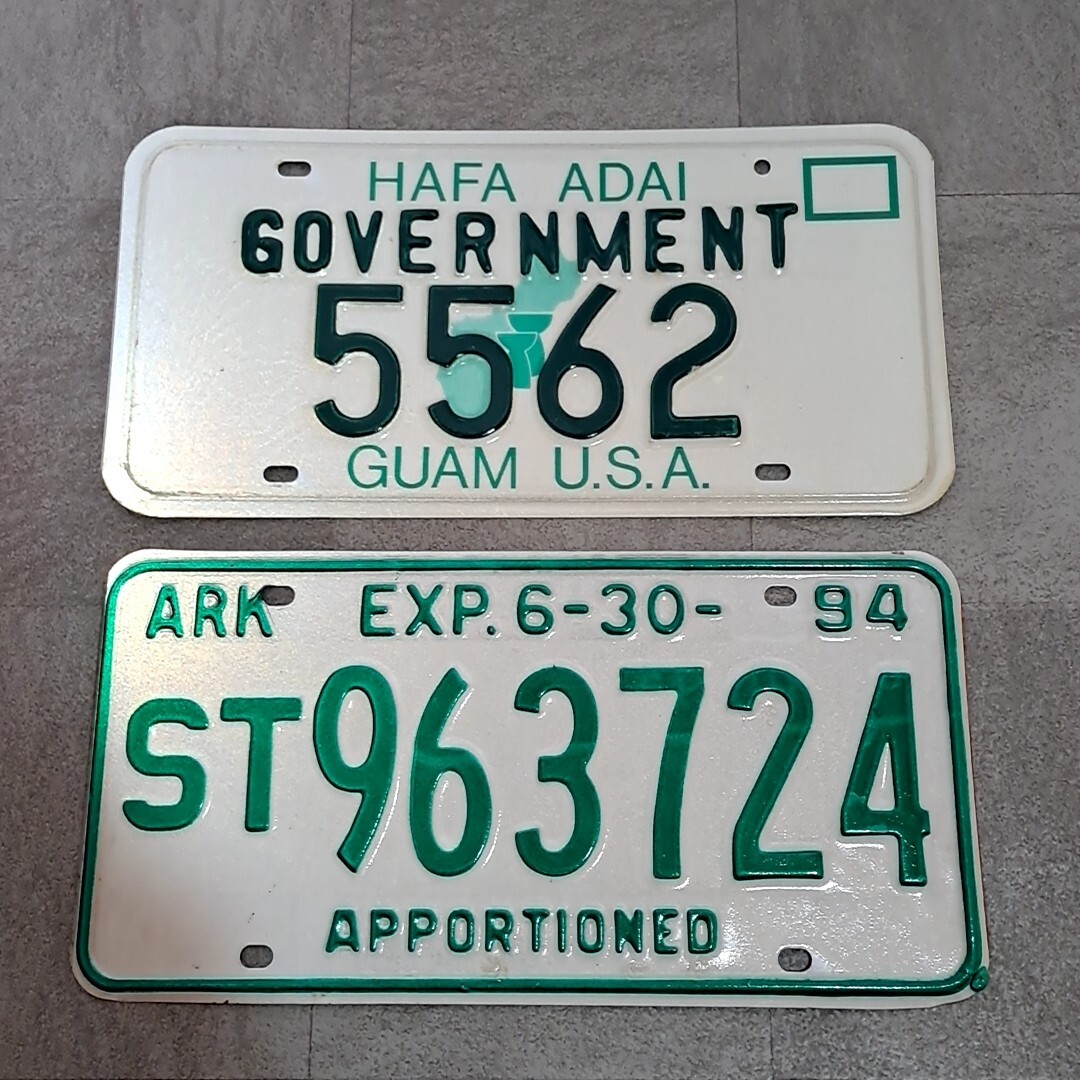 HAFA ADAI
GOVERNMENT
5562
GUAM U.S.A.
ARK EXP. 6-30- 94
ST963724
APPORTIONED